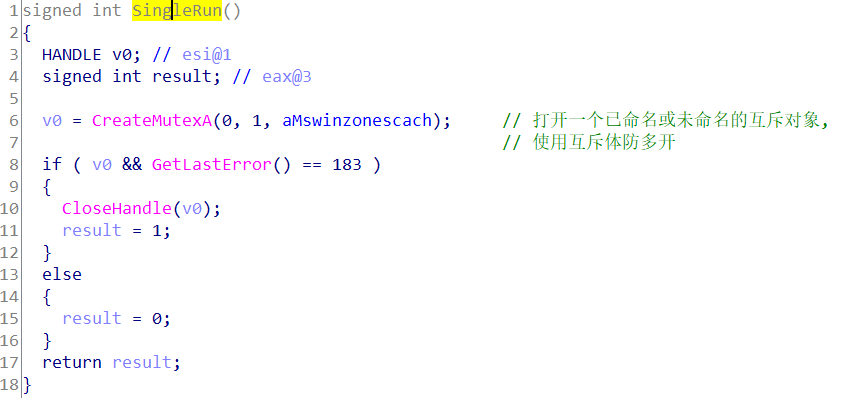 1 signed int SingleRun()
2 {
3   HANDLE v0; // esi@1
4   signed int result; // eax@3
5
6   v0 = CreateMutexA(0, 1, aMswinzonescach);     // 打开一个已命名或未命名的互斥对象,
7                                                 // 使用互斥体防多开
8   if ( v0 && GetLastError() == 183 )
9   {
10     CloseHandle(v0);
11     result = 1;
12   }
13   else
14   {
15     result = 0;
16   }
17   return result;
18 }